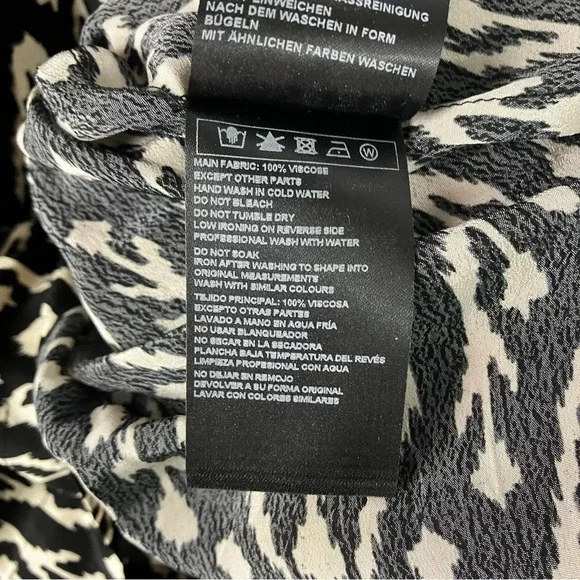 NACH DEM WASCHEN IN FORM
BÜGELN
MIT ÄHNLICHEN FARBEN WASCHEN
W
MAIN FABRIC: 100% VISCOSE
EXCEPT OTHER PARTS
HAND WASH IN COLD WATER
DO NOT BLEACH
DO NOT TUMBLE DRY
LOW IRONING ON REVERSE SIDE
PROFESSIONAL WASH WITH WATER
DO NOT SOAK
IRON AFTER WASHING TO SHAPE INTO
ORIGINAL MEASUREMENTS
WASH WITH SIMILAR COLOURS
TEJIDO PRINCIPAL: 100% VISCOSA
EXCEPTO OTRAS PARTES
LAVADO A MANO EN AGUA FRÍA
NO USAR BLANQUEADOR
NO SECAR EN LA SECADORA
PLANCHA BAJA TEMPERATURA DEL REVÉS
LIMPIEZA PROFESIONAL CON AGUA
NO DEJAR EN REMOJO
DEVOLVER A SU FORMA ORIGINAL
LAVAR CON COLORES SIMILARES